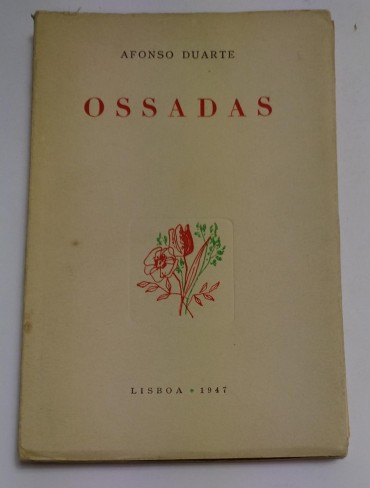 AFONSO DUARTE
OSSADAS
LISBOA * 1947